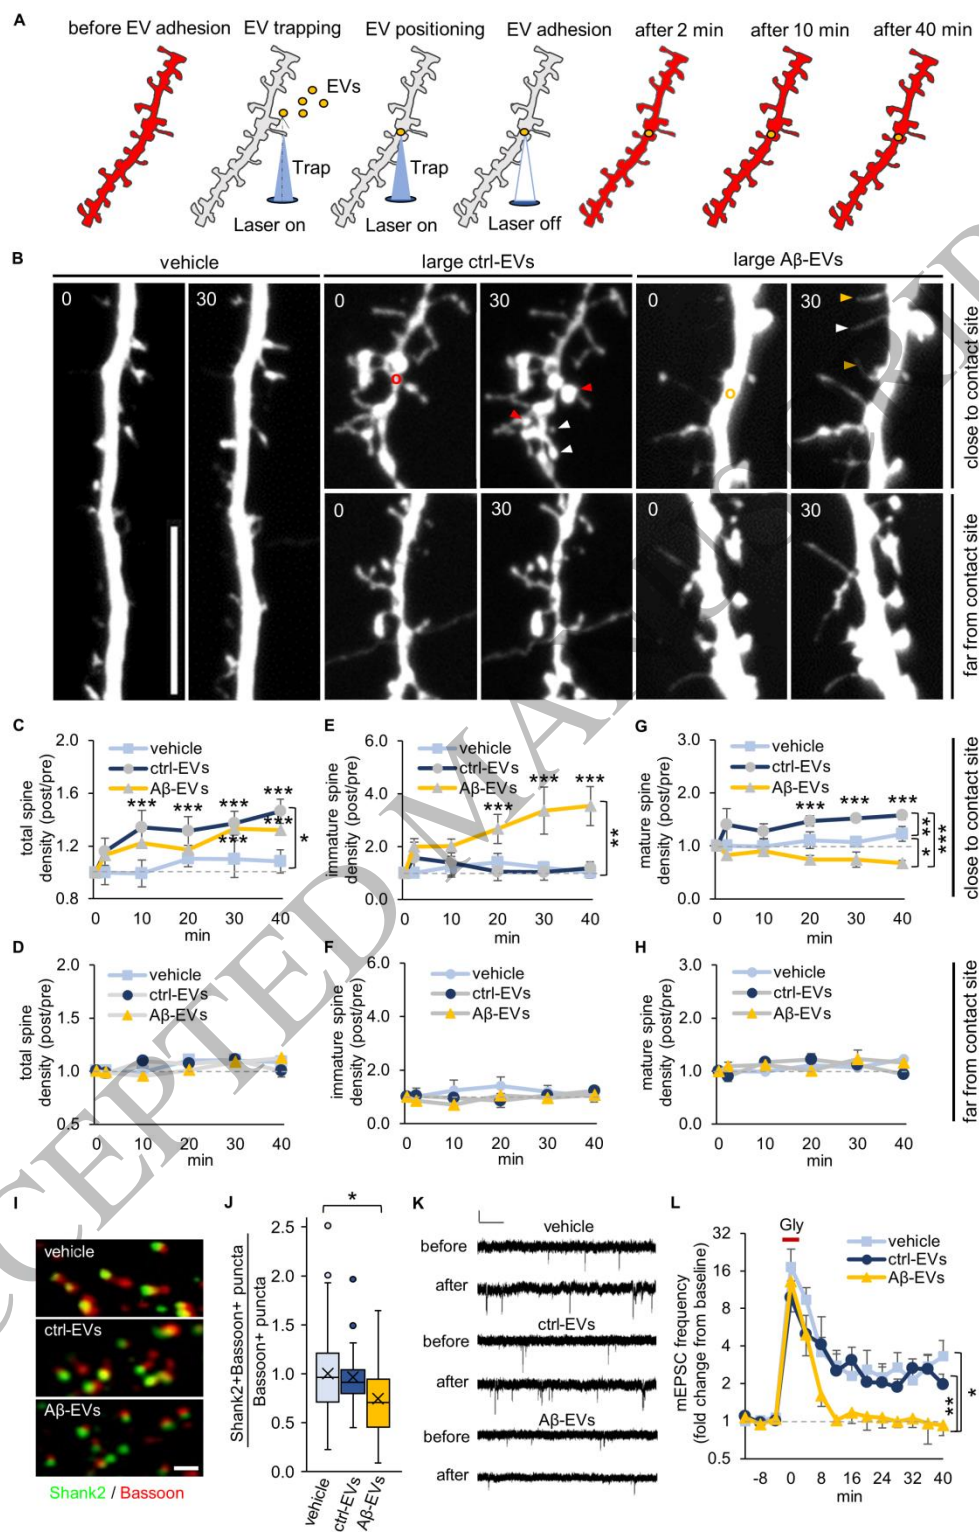 A
before EV adhesion EV trapping EV positioning EV adhesion after 2 min after 10 min after 40 min
EVs
Trap Trap
Laser on Laser on Laser off
B
vehicle large ctrl-EVs large Aβ-EVs
0 30 0 30 0 30
close to contact site
0 30 0 30
far from contact site
C
total spine density (post/pre)
2.0
1.6
1.2
0.8
vehicle
ctrl-EVs
Aβ-EVs
*** *** *** ***
*** ***
*
0 10 20 30 40
min
E
immature spine density (post/pre)
6.0
4.0
2.0
0.0
vehicle
ctrl-EVs
Aβ-EVs
*** *** ***
**
0 10 20 30 40
min
G
mature spine density (post/pre)
3.0
2.0
1.0
0.0
vehicle
ctrl-EVs
Aβ-EVs
*** *** ***
**
*
***
0 10 20 30 40
min
close to contact site
D
total spine density (post/pre)
2.0
1.5
1.0
0.5
vehicle
ctrl-EVs
Aβ-EVs
0 10 20 30 40
min
F
immature spine density (post/pre)
6.0
4.0
2.0
0.0
vehicle
ctrl-EVs
Aβ-EVs
0 10 20 30 40
min
H
mature spine density (post/pre)
3.0
2.0
1.0
0.0
vehicle
ctrl-EVs
Aβ-EVs
0 10 20 30 40
min
far from contact site
I
vehicle
ctrl-EVs
Aβ-EVs
Shank2 / Bassoon
J
Shank2+Bassoon+ puncta
Bassoon+ puncta
*
2.5
2.0
1.5
1.0
0.5
0.0
vehicle
ctrl-EVs
Aβ-EVs
K
vehicle
before
after
ctrl-EVs
before
after
Aβ-EVs
before
after
L
mEPSC frequency
(fold change from baseline)
Gly
vehicle
ctrl-EVs
Aβ-EVs
32
16
8
4
2
1
0.5
**
*
-8 0 8 16 24 32 40
min
ACCEPTED MANUSCRIPT